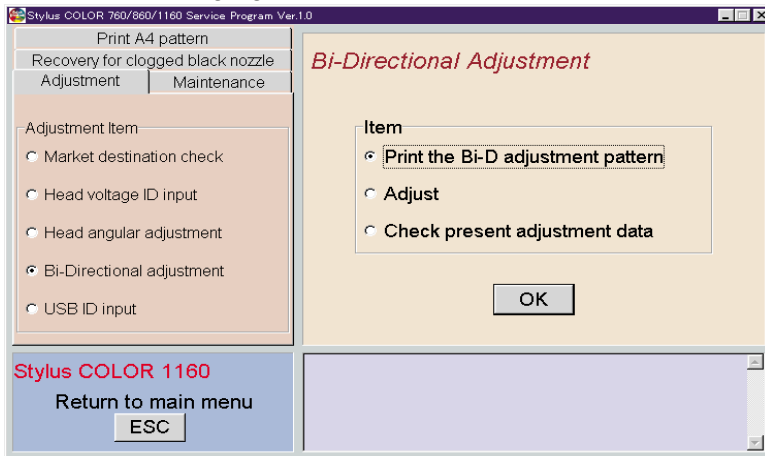 Stylus COLOR 760/860/1160 Service Program Ver.1.0
Print A4 pattern
Recovery for clogged black nozzle
Adjustment
Maintenance
Adjustment Item
Market destination check
Head voltage ID input
Head angular adjustment
Bi-Directional adjustment
USB ID input
Bi-Directional Adjustment
Item
Print the Bi-D adjustment pattern
Adjust
Check present adjustment data
OK
Stylus COLOR 1160
Return to main menu
ESC